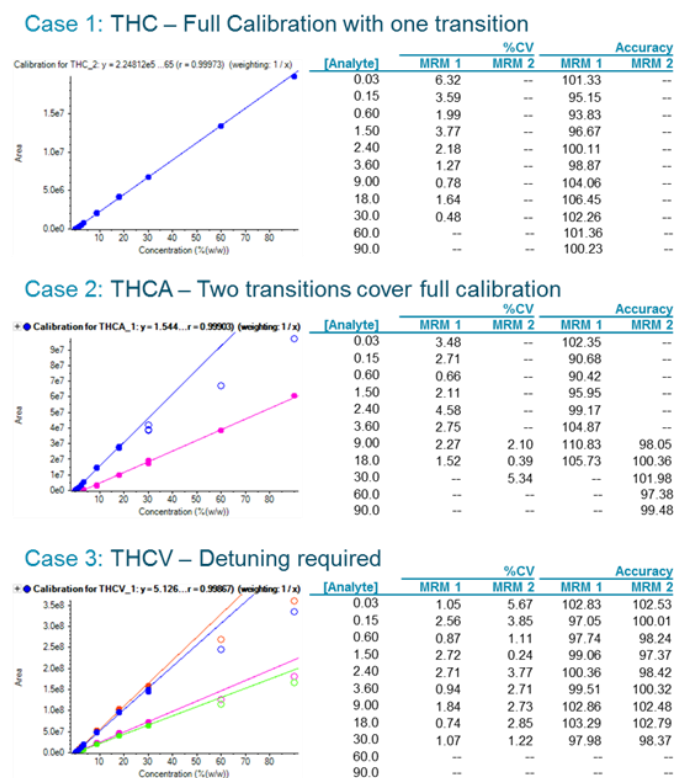 Case 1: THC – Full Calibration with one transition
Calibration for THC_2: y = 2.24812e5 ...65 (r = 0.99973) (weighting: 1 / x)
Area
1.5e7
1.0e7
5.0e6
0.0e0
10 20 30 40 50 60 70 80
Concentration (%(w/w))
%CV Accuracy
[Analyte] MRM 1 MRM 2 MRM 1 MRM 2
0.03 6.32 -- 101.33 --
0.15 3.59 -- 95.15 --
0.60 1.99 -- 93.83 --
1.50 3.77 -- 96.67 --
2.40 2.18 -- 100.11 --
3.60 1.27 -- 98.87 --
9.00 0.78 -- 104.06 --
18.0 1.64 -- 106.45 --
30.0 0.48 -- 102.26 --
60.0 -- -- 101.36 --
90.0 -- -- 100.23 --
Case 2: THCA – Two transitions cover full calibration
Calibration for THCA_1: y = 1.544...r = 0.99903) (weighting: 1 / x)
Area
9e7
8e7
7e7
6e7
5e7
4e7
3e7
2e7
1e7
0e0
10 20 30 40 50 60 70 80
Concentration (%(w/w))
%CV Accuracy
[Analyte] MRM 1 MRM 2 MRM 1 MRM 2
0.03 3.48 -- 102.35 --
0.15 2.71 -- 90.68 --
0.60 0.66 -- 90.42 --
1.50 2.11 -- 95.95 --
2.40 4.58 -- 99.17 --
3.60 2.75 -- 104.87 --
9.00 2.27 2.10 110.83 98.05
18.0 1.52 0.39 105.73 100.36
30.0 -- 5.34 -- 101.98
60.0 -- -- -- 97.38
90.0 -- -- -- 99.48
Case 3: THCV – Detuning required
Calibration for THCV_1: y = 5.126...r = 0.99867) (weighting: 1 / x)
Area
3.5e8
3.0e8
2.5e8
2.0e8
1.5e8
1.0e8
5.0e7
0.0e0
10 20 30 40 50 60 70 80
Concentration (%(w/w))
%CV Accuracy
[Analyte] MRM 1 MRM 2 MRM 1 MRM 2
0.03 1.05 5.67 102.83 102.53
0.15 2.56 3.85 97.05 100.01
0.60 0.87 1.11 97.74 98.24
1.50 2.72 0.24 99.06 97.37
2.40 2.71 3.77 100.36 98.42
3.60 0.94 2.71 99.51 100.32
9.00 1.84 2.73 102.86 102.48
18.0 0.74 2.85 103.29 102.79
30.0 1.07 1.22 97.98 98.37
60.0 -- -- -- --
90.0 -- -- -- --